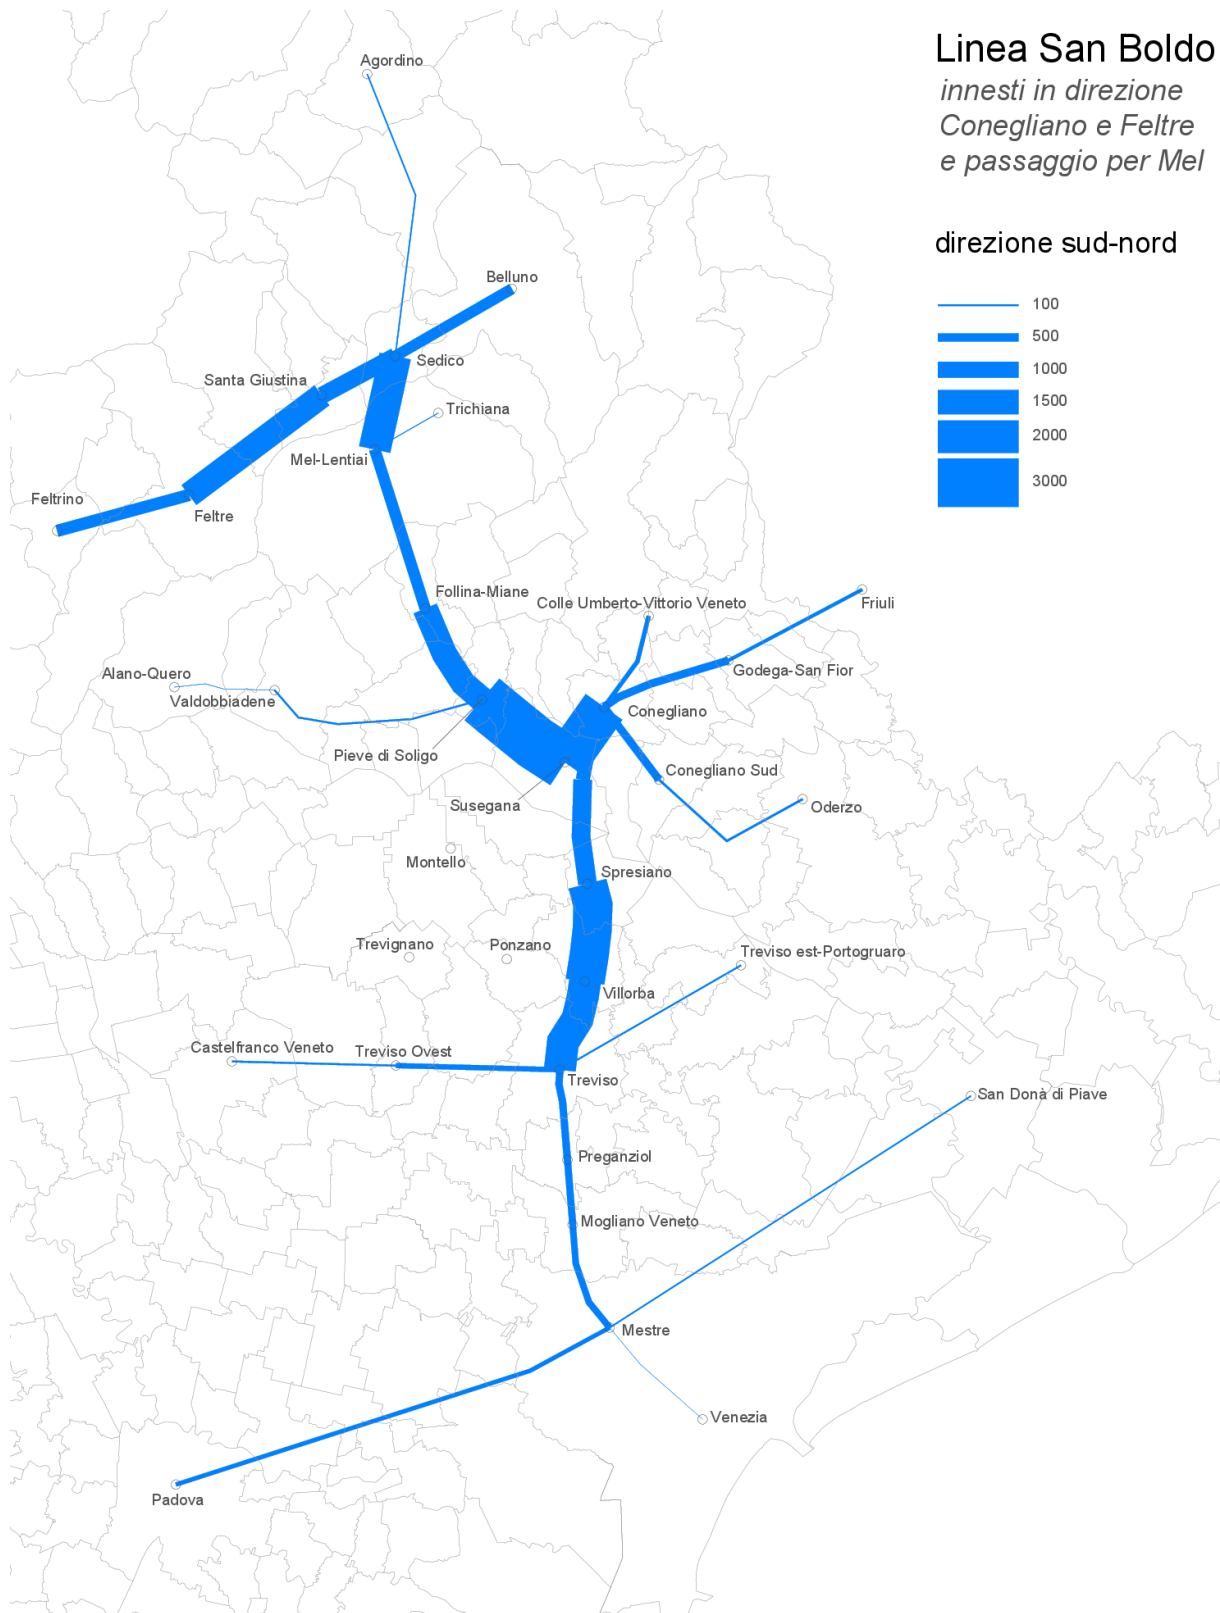 Linea San Boldo
innesti in direzione
Conegliano e Feltre
e passaggio per Mel
direzione sud-nord
100
500
1000
1500
2000
3000
Agordino
Belluno
Sedico
Santa Giustina
Trichiana
Mel-Lentiai
Feltrino
Feltre
Follina-Miane
Colle Umberto-Vittorio Veneto
Friuli
Alano-Quero
Godega-San Fior
Valdobbiadene
Conegliano
Pieve di Soligo
Conegliano Sud
Susegana
Oderzo
Montello
Spresiano
Trevignano
Ponzano
Treviso est-Portogruaro
Villorba
Castelfranco Veneto
Treviso Ovest
Treviso
San Donà di Piave
Preganziol
Mogliano Veneto
Mestre
Venezia
Padova